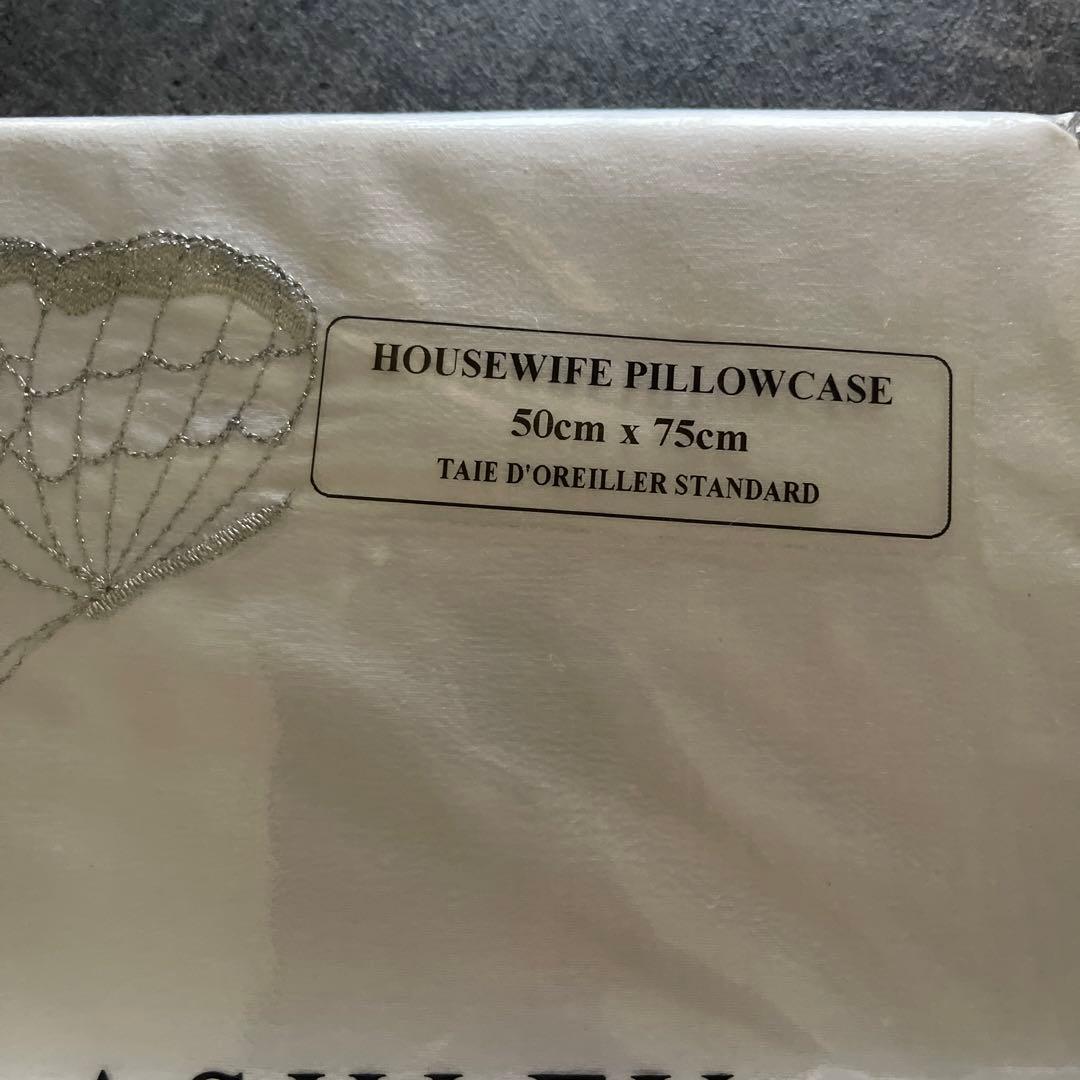 HOUSEWIFE PILLOWCASE
50cm x 75cm
TAIE D'OREILLER STANDARD